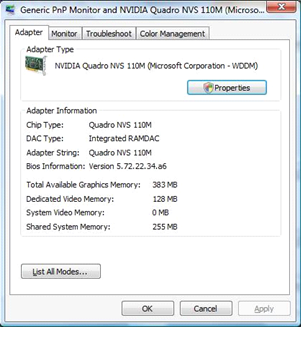 Generic PnP Monitor and NVIDIA Quadro NVS 110M (Microso...
Adapter Monitor Troubleshoot Color Management
Adapter Type
NVIDIA Quadro NVS 110M (Microsoft Corporation - WDDM)
Properties
Adapter Information
Chip Type: Quadro NVS 110M
DAC Type: Integrated RAMDAC
Adapter String: Quadro NVS 110M
Bios Information: Version 5.72.22.34.a6
Total Available Graphics Memory: 383 MB
Dedicated Video Memory: 128 MB
System Video Memory: 0 MB
Shared System Memory: 255 MB
List All Modes...
OK Cancel Apply